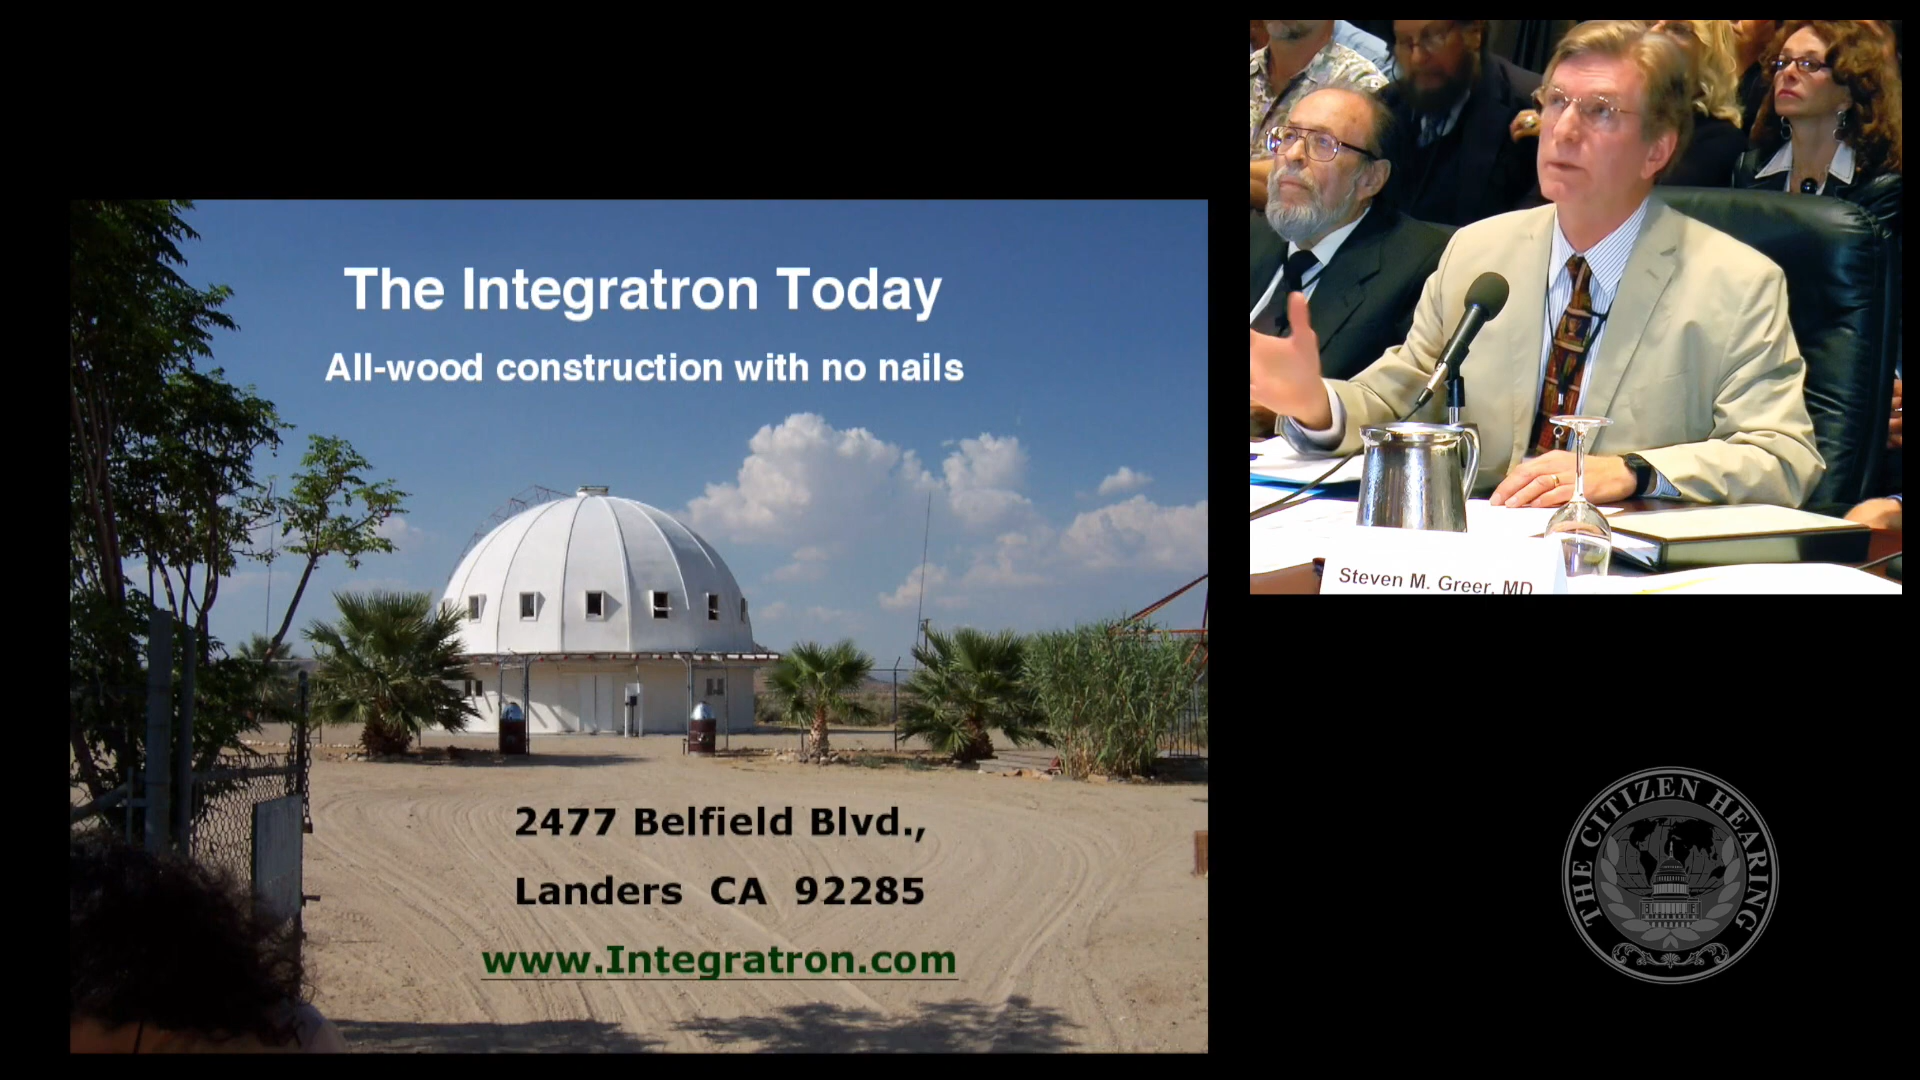 The Integratron Today
All-wood construction with no nails
2477 Belfield Blvd.,
Landers CA 92285
www.Integratron.com
Steven M. Greer, MD
THE CITIZEN HEARING